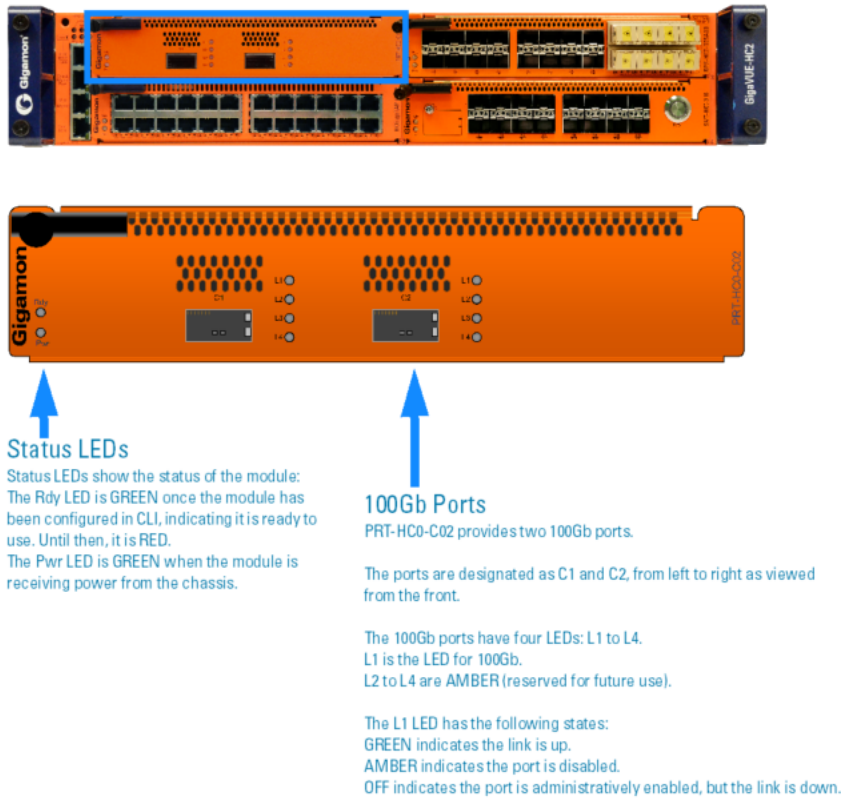 Gigamon
GigaVUE-HC2
Gigamon
Rdy
Pwr
C1
L1
L2
L3
L4
C2
L1
L2
L3
L4
PRT-HC0-C02
Status LEDs
Status LEDs show the status of the module:
The Rdy LED is GREEN once the module has
been configured in CLI, indicating it is ready to
use. Until then, it is RED.
The Pwr LED is GREEN when the module is
receiving power from the chassis.
100Gb Ports
PRT-HC0-C02 provides two 100Gb ports.
The ports are designated as C1 and C2, from left to right as viewed
from the front.
The 100Gb ports have four LEDs: L1 to L4.
L1 is the LED for 100Gb.
L2 to L4 are AMBER (reserved for future use).
The L1 LED has the following states:
GREEN indicates the link is up.
AMBER indicates the port is disabled.
OFF indicates the port is administratively enabled, but the link is down.